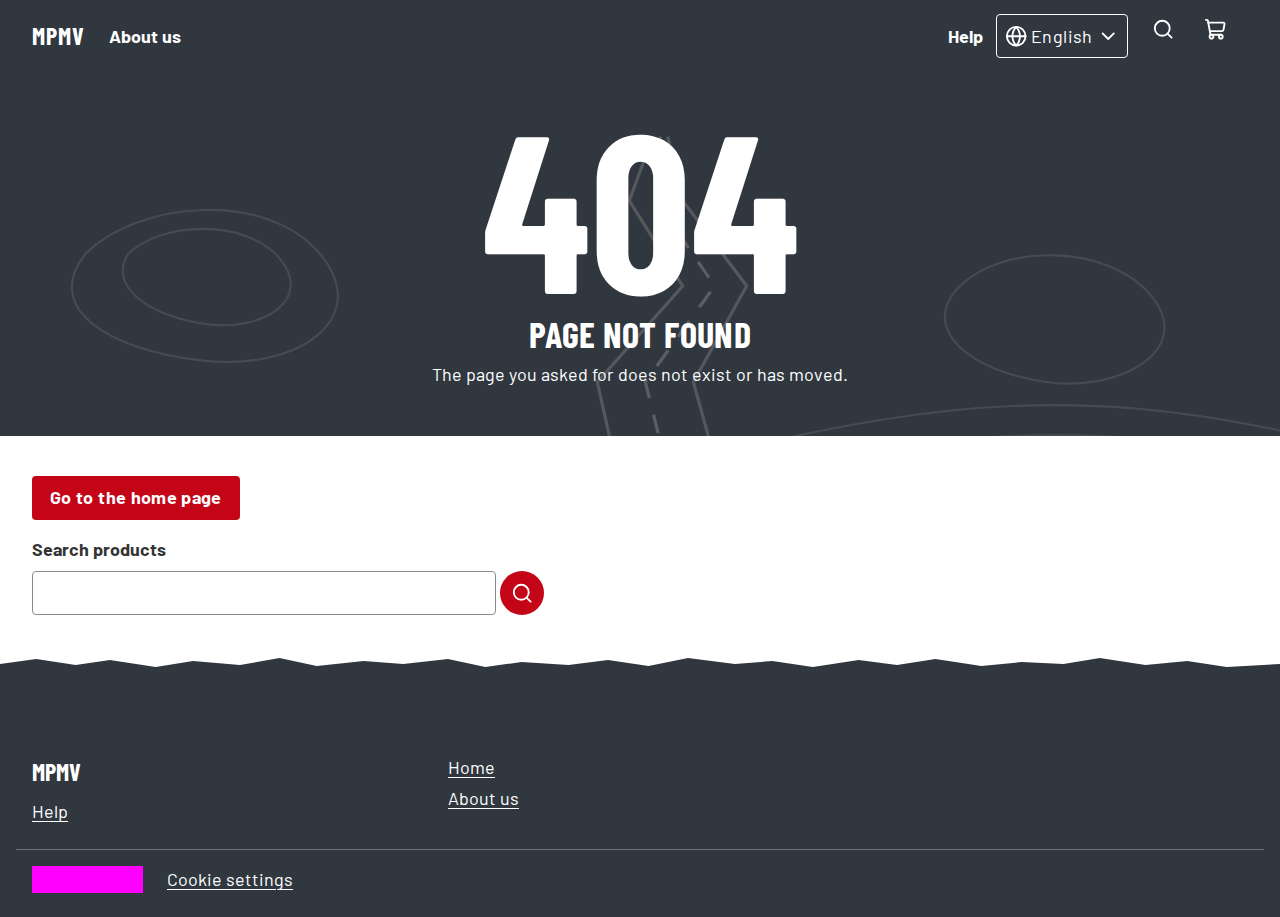 MPMV
About us
Help
English
404
PAGE NOT FOUND
The page you asked for does not exist or has moved.
Go to the home page
Search products
MPMV
Help
Home
About us
Cookie settings